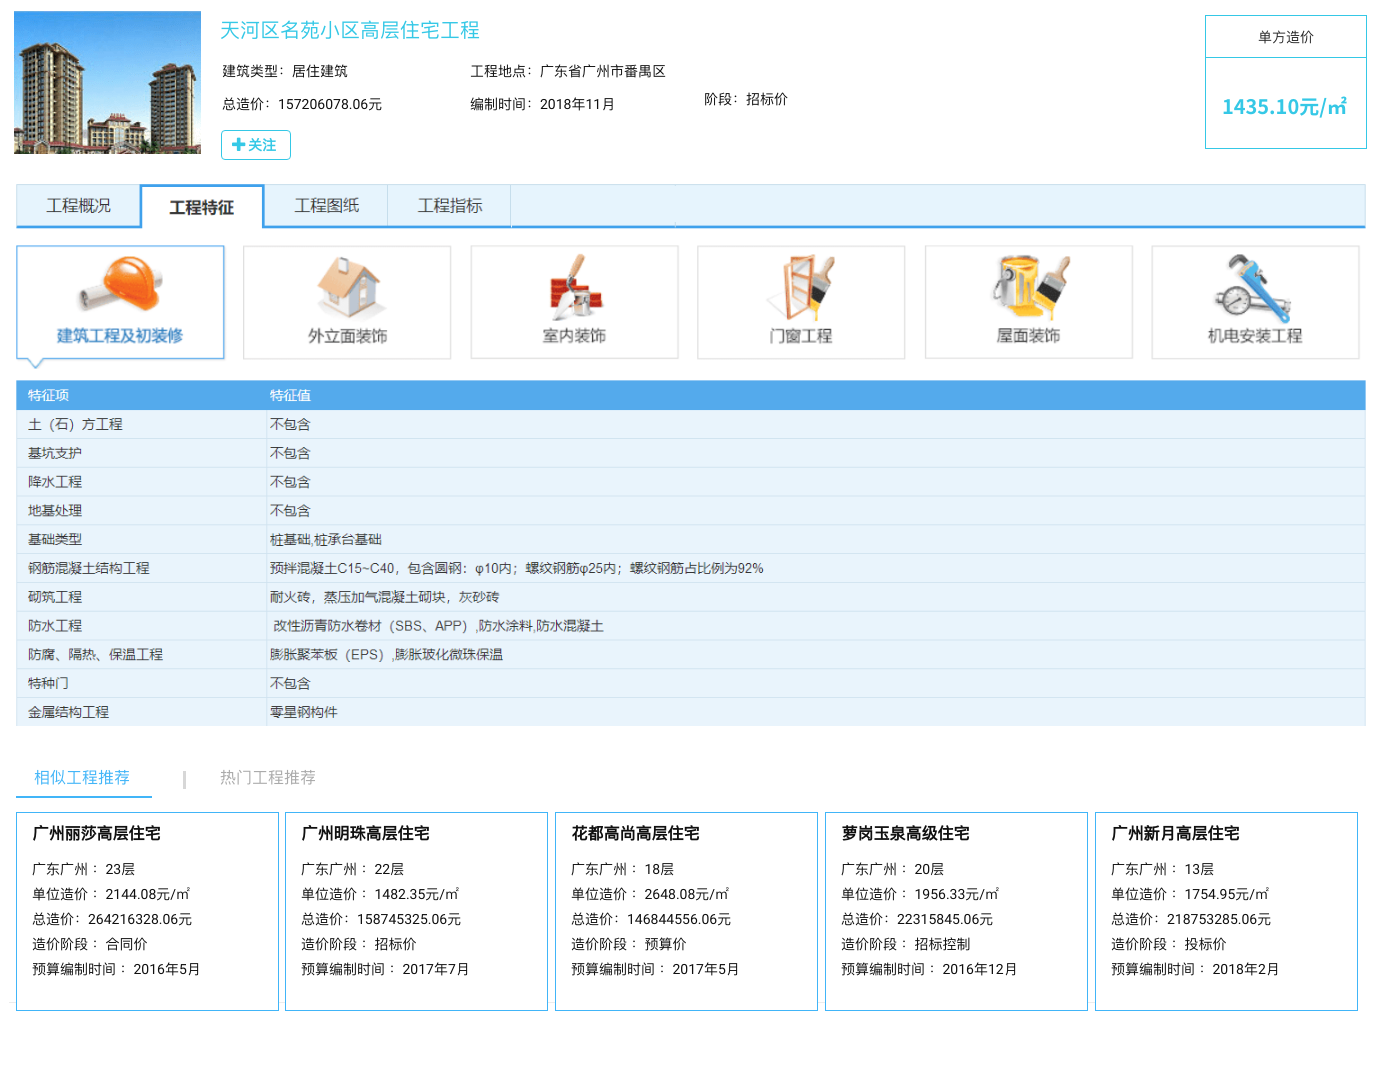 天河区名苑小区高层住宅工程
单方造价
建筑类型：居住建筑
工程地点：广东省广州市番禺区
总造价：157206078.06元
编制时间：2018年11月
阶段：招标价
1435.10元/㎡
关注
工程概况
工程特征
工程图纸
工程指标
建筑工程及初装修
外立面装饰
室内装饰
门窗工程
屋面装饰
机电安装工程
特征项 特征值
土（石）方工程 不包含
基坑支护 不包含
降水工程 不包含
地基处理 不包含
基础类型 桩基础,桩承台基础
钢筋混凝土结构工程 预拌混凝土C15~C40，包含圆钢：φ10内；螺纹钢筋φ25内；螺纹钢筋占比例为92%
砌筑工程 耐火砖，蒸压加气混凝土砌块，灰砂砖
防水工程 改性沥青防水卷材（SBS、APP）,防水涂料,防水混凝土
防腐、隔热、保温工程 膨胀聚苯板（EPS）,膨胀玻化微珠保温
特种门 不包含
金属结构工程 零星钢构件
相似工程推荐 | 热门工程推荐
广州丽莎高层住宅
广东广州： 23层
单位造价： 2144.08元/㎡
总造价：264216328.06元
造价阶段： 合同价
预算编制时间： 2016年5月
广州明珠高层住宅
广东广州： 22层
单位造价： 1482.35元/㎡
总造价：158745325.06元
造价阶段： 招标价
预算编制时间： 2017年7月
花都高尚高层住宅
广东广州： 18层
单位造价： 2648.08元/㎡
总造价：146844556.06元
造价阶段： 预算价
预算编制时间： 2017年5月
萝岗玉泉高级住宅
广东广州： 20层
单位造价： 1956.33元/㎡
总造价：22315845.06元
造价阶段： 招标控制
预算编制时间： 2016年12月
广州新月高层住宅
广东广州： 13层
单位造价： 1754.95元/㎡
总造价：218753285.06元
造价阶段： 投标价
预算编制时间： 2018年2月